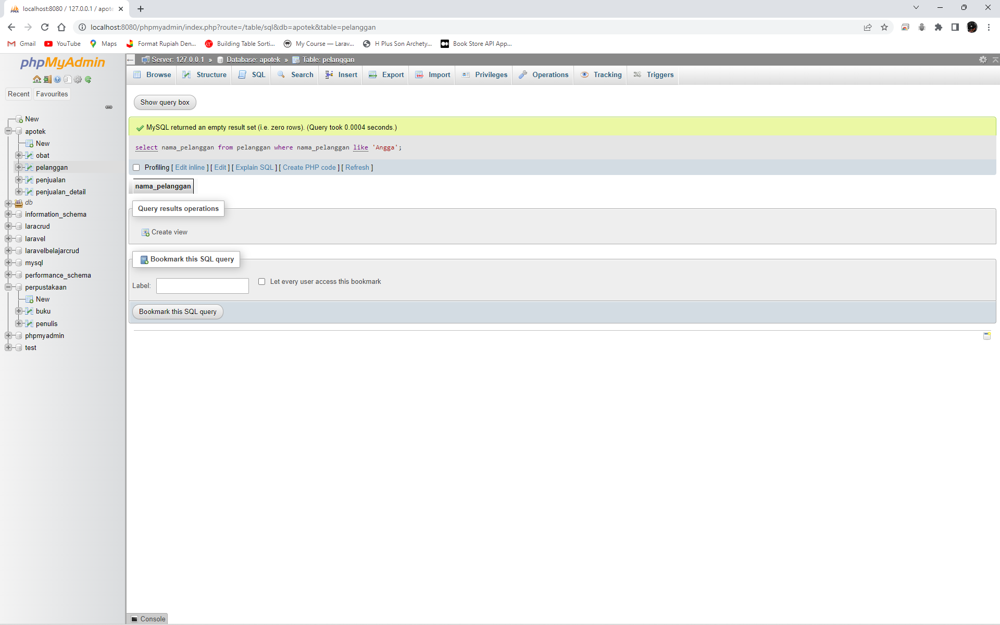 localhost:8080 / 127.0.0.1 / apote
localhost:8080/phpmyadmin/index.php?route=/table/sql&db=apotek&table=pelanggan
Gmail YouTube Maps Format Rupiah Den... Building Table Sorti... My Course — Larav... H Plus Son Archety... Book Store API App...
phpMyAdmin
Recent Favourites
New
apotek
New
obat
pelanggan
penjualan
penjualan_detail
db
information_schema
laracrud
laravel
laravelbelajarcrud
mysql
performance_schema
perpustakaan
New
buku
penulis
phpmyadmin
test
Server: 127.0.0.1 » Database: apotek » Table: pelanggan
Browse Structure SQL Search Insert Export Import Privileges Operations Tracking Triggers
Show query box
MySQL returned an empty result set (i.e. zero rows). (Query took 0.0004 seconds.)
select nama_pelanggan from pelanggan where nama_pelanggan like 'Angga';
Profiling [ Edit inline ] [ Edit ] [ Explain SQL ] [ Create PHP code ] [ Refresh ]
nama_pelanggan
Query results operations
Create view
Bookmark this SQL query
Label: Let every user access this bookmark
Bookmark this SQL query
Console